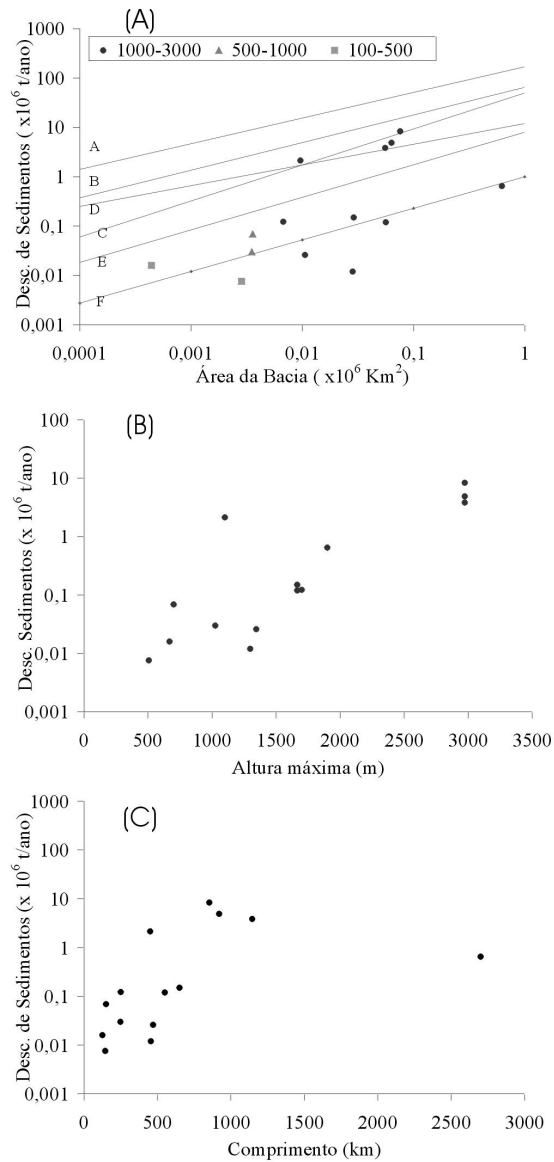 (A)
1000
100
10
1
0,1
0,01
0,001
Desc. de Sedimentos ( x10⁶ t/ano)
1000-3000 500-1000 100-500
A
B
D
C
E
F
0,0001 0,001 0,01 0,1 1
Área da Bacia ( x10⁶ Km²)
(B)
100
10
1
0,1
0,01
0,001
Desc. Sedimentos (x 10⁶ t/ano)
0 500 1000 1500 2000 2500 3000 3500
Altura máxima (m)
(C)
1000
100
10
1
0,1
0,01
0,001
Desc. de Sedimentos (x 10⁶ t/ano)
0 500 1000 1500 2000 2500 3000
Comprimento (km)